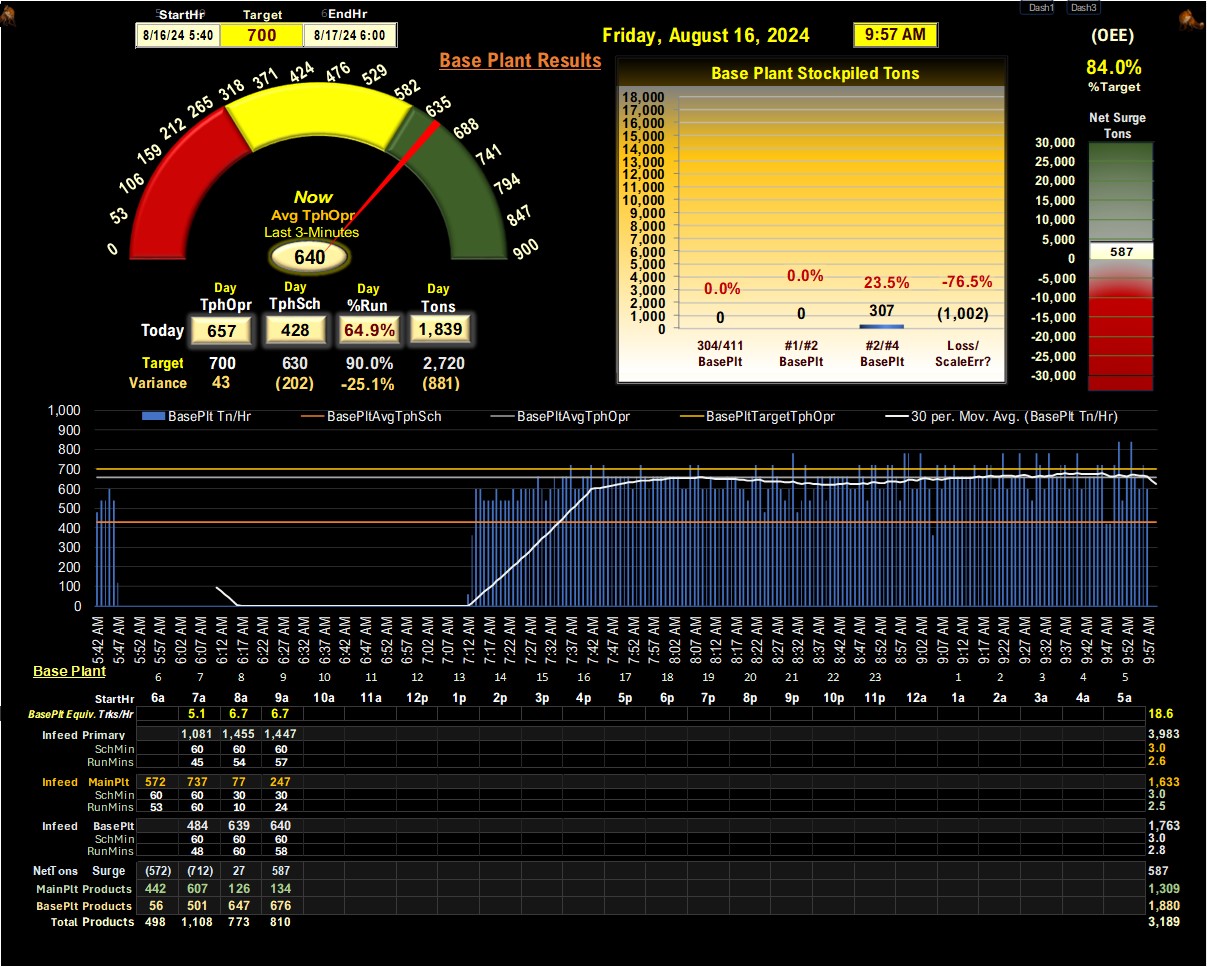 StartHr Target EndHr
8/16/24 5:40 700 8/17/24 6:00
Friday, August 16, 2024 9:57 AM
Dash1 Dash3
(OEE)
84.0%
%Target
Base Plant Results
0 53 106 159 212 265 318 371 424 476 529 582 635 688 741 794 847 900
Now
Avg TphOpr
Last 3-Minutes
640
Day Day Day Day
TphOpr TphSch %Run Tons
Today 657 428 64.9% 1,839
Target 700 630 90.0% 2,720
Variance 43 (202) -25.1% (881)
Base Plant Stockpiled Tons
18,000
17,000
16,000
15,000
14,000
13,000
12,000
11,000
10,000
9,000
8,000
7,000
6,000
5,000
4,000
3,000
2,000
1,000
0
0.0% 0.0% 23.5% -76.5%
0 0 307 (1,002)
304/411 #1/#2 #2/#4 Loss/
BasePlt BasePlt BasePlt ScaleErr?
Net Surge
Tons
30,000
25,000
20,000
15,000
10,000
5,000
587
0
-5,000
-10,000
-15,000
-20,000
-25,000
-30,000
BasePlt Tn/Hr BasePltAvgTphSch BasePltAvgTphOpr BasePltTargetTphOpr 30 per. Mov. Avg. (BasePlt Tn/Hr)
1,000
900
800
700
600
500
400
300
200
100
0
5:42 AM 5:47 AM 5:52 AM 5:57 AM 6:02 AM 6:07 AM 6:12 AM 6:17 AM 6:22 AM 6:27 AM 6:32 AM 6:37 AM 6:42 AM 6:47 AM 6:52 AM 6:57 AM 7:02 AM 7:07 AM 7:12 AM 7:17 AM 7:22 AM 7:27 AM 7:32 AM 7:37 AM 7:42 AM 7:47 AM 7:52 AM 7:57 AM 8:02 AM 8:07 AM 8:12 AM 8:17 AM 8:22 AM 8:27 AM 8:32 AM 8:37 AM 8:42 AM 8:47 AM 8:52 AM 8:57 AM 9:02 AM 9:07 AM 9:12 AM 9:17 AM 9:22 AM 9:27 AM 9:32 AM 9:37 AM 9:42 AM 9:47 AM 9:52 AM 9:57 AM
Base Plant
6 7 8 9 10 11 12 13 14 15 16 17 18 19 20 21 22 23 1 2 3 4 5
StartHr 6a 7a 8a 9a 10a 11a 12p 1p 2p 3p 4p 5p 6p 7p 8p 9p 10p 11p 12a 1a 2a 3a 4a 5a
BasePlt Equiv. Trks/Hr 5.1 6.7 6.7 18.6
Infeed Primary 1,081 1,455 1,447 3,983
SchMin 60 60 60 3.0
RunMins 45 54 57 2.6
Infeed MainPlt 572 737 77 247 1,633
SchMin 60 60 30 30 3.0
RunMins 53 60 10 24 2.5
Infeed BasePlt 484 639 640 1,763
SchMin 60 60 60 3.0
RunMins 48 60 58 2.8
NetTons Surge (572) (712) 27 587 587
MainPlt Products 442 607 126 134 1,309
BasePlt Products 56 501 647 676 1,880
Total Products 498 1,108 773 810 3,189